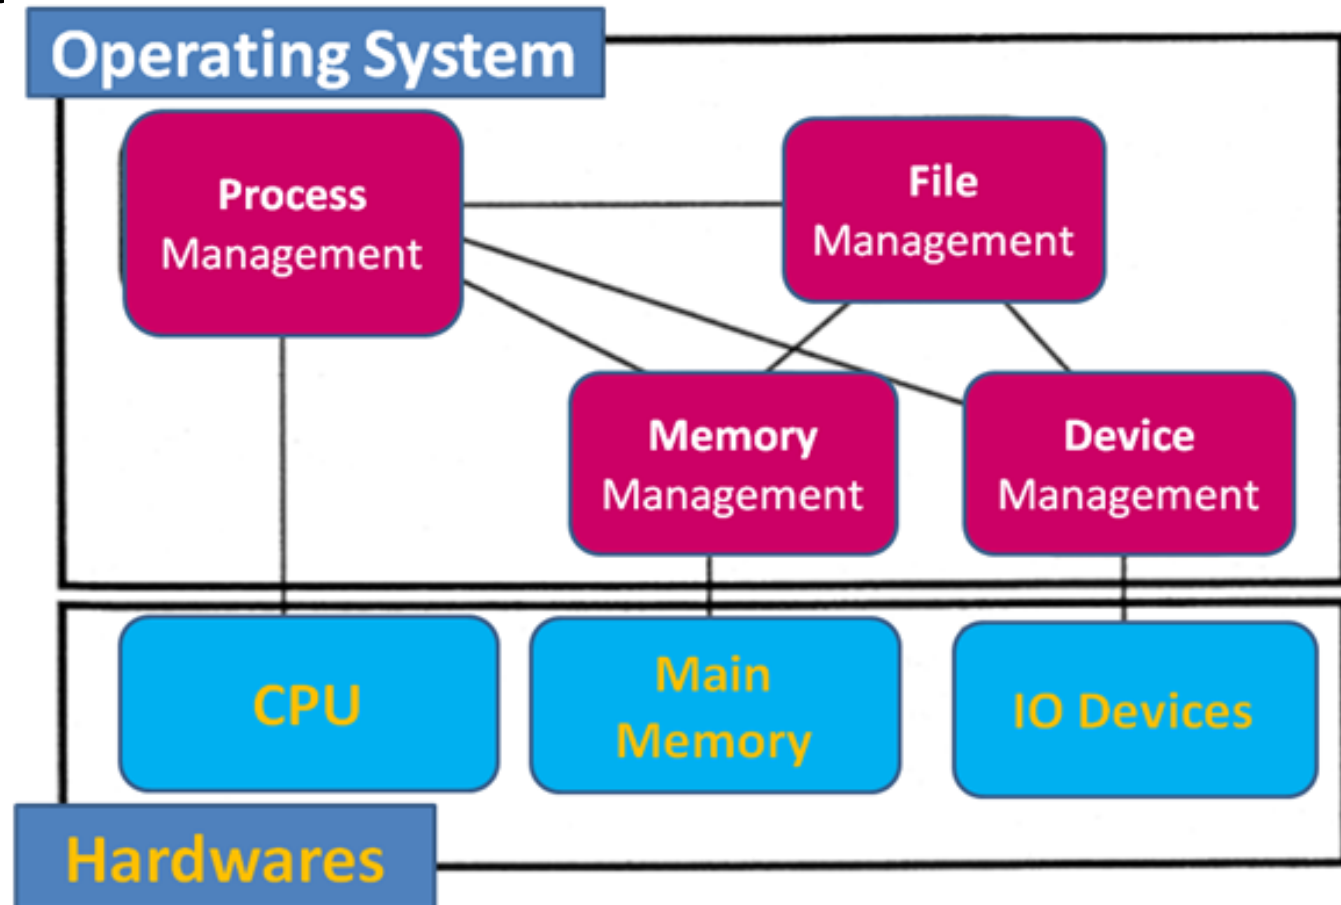 Operating System
Process
Management
File
Management
Memory
Management
Device
Management
CPU
Main
Memory
IO Devices
Hardwares